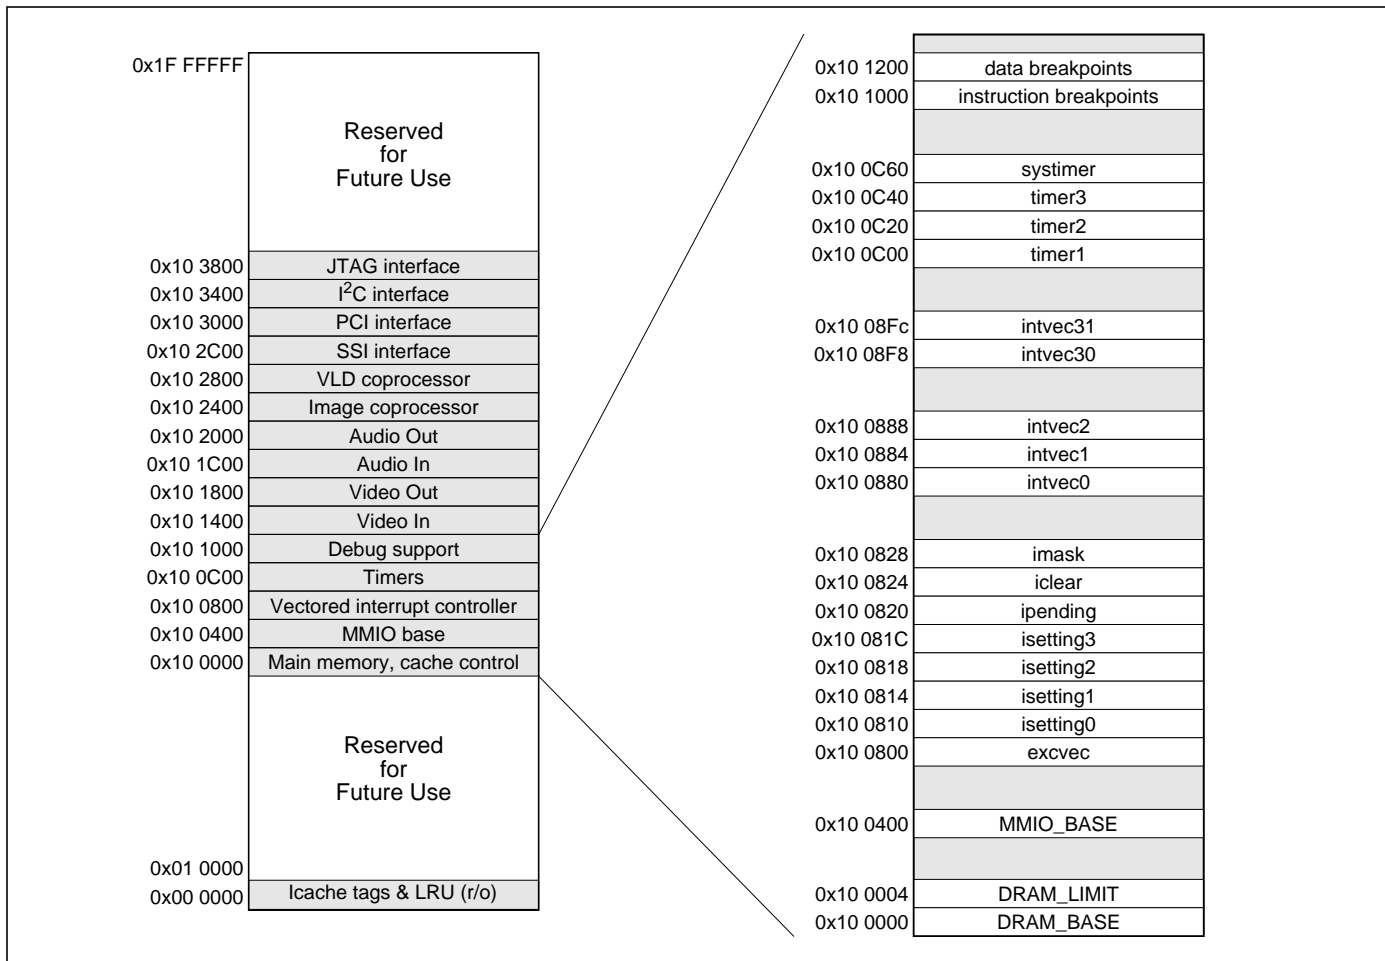 0x1F FFFFF
Reserved
for
Future Use
0x10 3800 JTAG interface
0x10 3400 I2C interface
0x10 3000 PCI interface
0x10 2C00 SSI interface
0x10 2800 VLD coprocessor
0x10 2400 Image coprocessor
0x10 2000 Audio Out
0x10 1C00 Audio In
0x10 1800 Video Out
0x10 1400 Video In
0x10 1000 Debug support
0x10 0C00 Timers
0x10 0800 Vectored interrupt controller
0x10 0400 MMIO base
0x10 0000 Main memory, cache control
Reserved
for
Future Use
0x01 0000
0x00 0000 Icache tags & LRU (r/o)
0x10 1200 data breakpoints
0x10 1000 instruction breakpoints
0x10 0C60 systimer
0x10 0C40 timer3
0x10 0C20 timer2
0x10 0C00 timer1
0x10 08Fc intvec31
0x10 08F8 intvec30
0x10 0888 intvec2
0x10 0884 intvec1
0x10 0880 intvec0
0x10 0828 imask
0x10 0824 iclear
0x10 0820 ipending
0x10 081C isetting3
0x10 0818 isetting2
0x10 0814 isetting1
0x10 0810 isetting0
0x10 0800 excvec
0x10 0400 MMIO_BASE
0x10 0004 DRAM_LIMIT
0x10 0000 DRAM_BASE